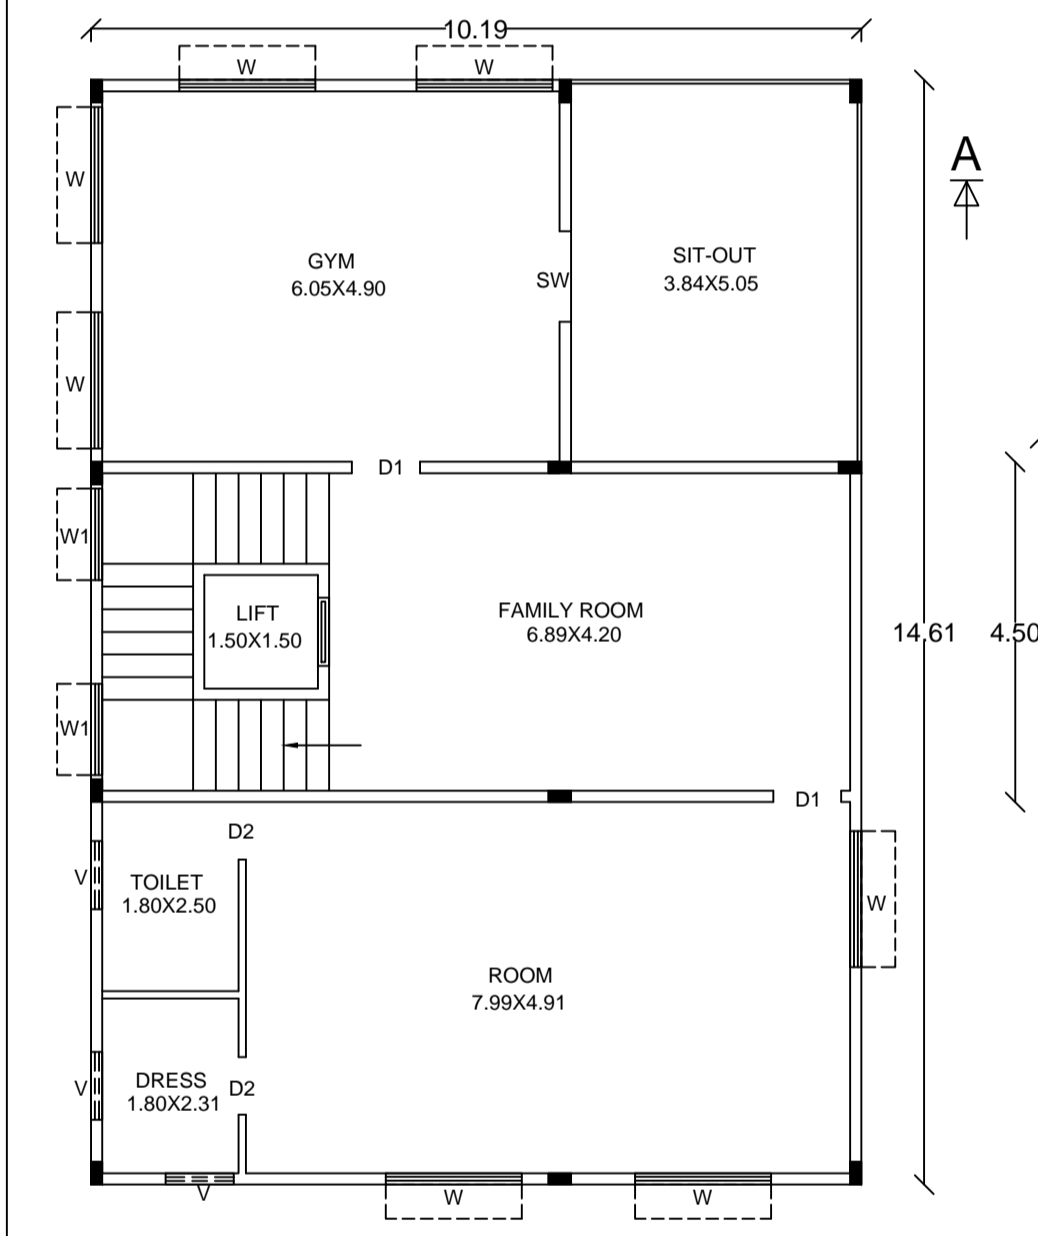 10.19
W
W
A
W
GYM
6.05X4.90
SW
SIT-OUT
3.84X5.05
W
D1
W1
LIFT
1.50X1.50
FAMILY ROOM
6.89X4.20
14.61
4.50
W1
D1
D2
V
TOILET
1.80X2.50
W
ROOM
7.99X4.91
V
DRESS
1.80X2.31
D2
V
W
W